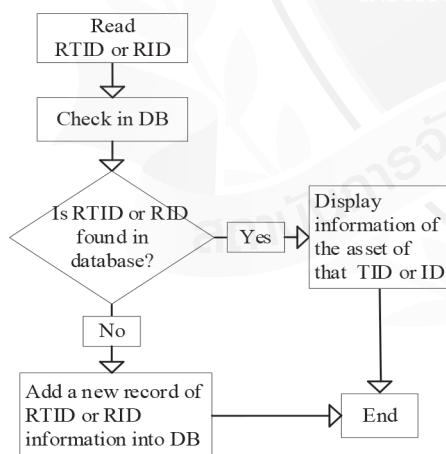 Read
RTID or RID
Check in DB
Is RTID or RID
found in
database?
Yes
Display
information of
the asset of
that TID or ID
No
Add a new record of
RTID or RID
information into DB
End